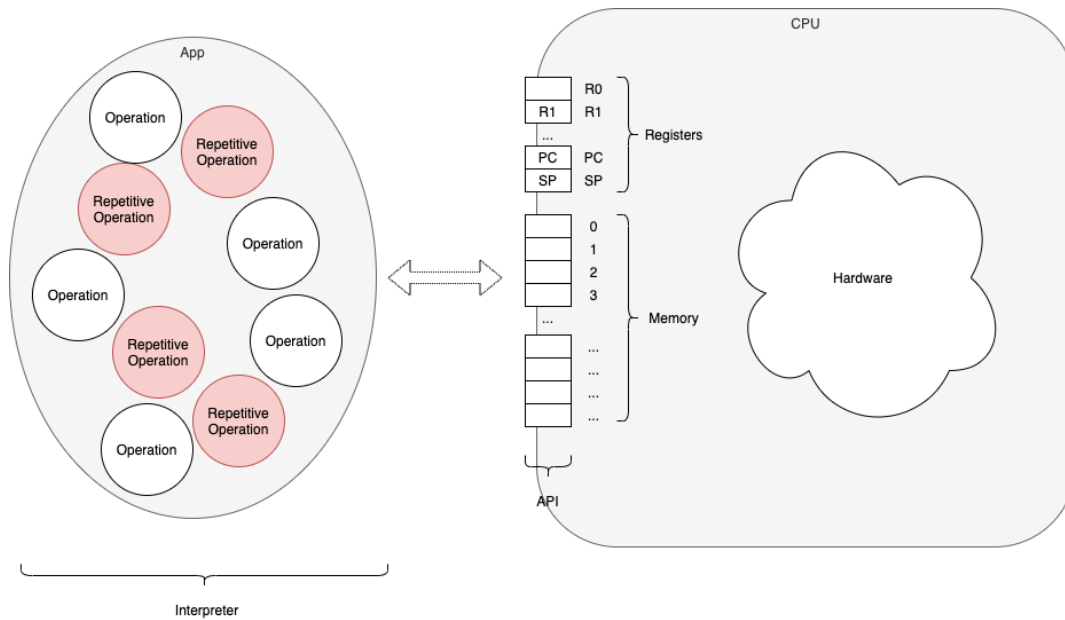 App
Operation
Repetitive
Operation
Repetitive
Operation
Operation
Operation
Operation
Repetitive
Operation
Repetitive
Operation
Operation
Interpreter
CPU
R0
R1 R1
...
PC PC
SP SP
Registers
0
1
2
3
...
...
...
...
...
Memory
API
Hardware